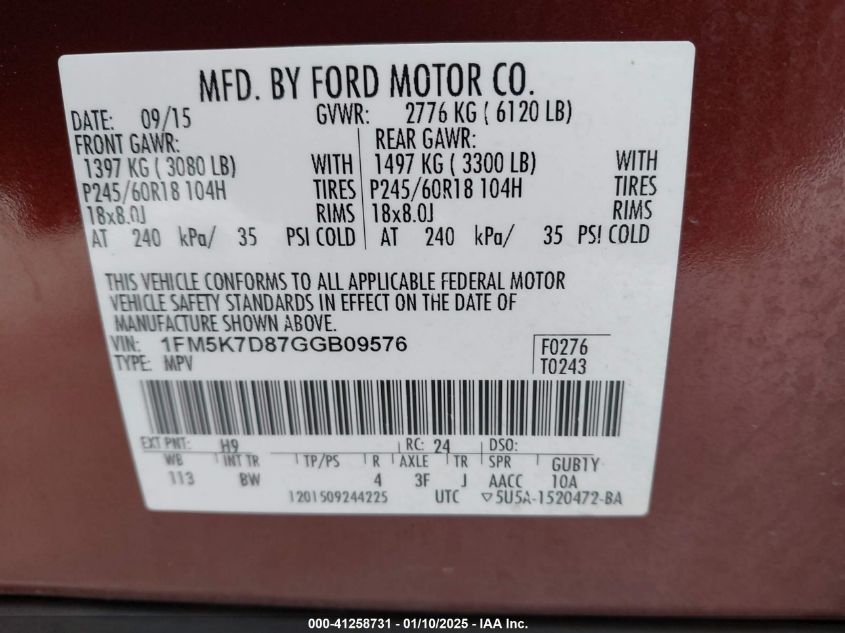 MFD. BY FORD MOTOR CO.
DATE: 09/15 GVWR: 2776 KG ( 6120 LB)
FRONT GAWR: REAR GAWR:
1397 KG ( 3080 LB) WITH 1497 KG ( 3300 LB) WITH
P245/60R18 104H TIRES P245/60R18 104H TIRES
18x8.0J RIMS 18x8.0J RIMS
AT 240 kPa/ 35 PSI COLD AT 240 kPa/ 35 PSI COLD
THIS VEHICLE CONFORMS TO ALL APPLICABLE FEDERAL MOTOR
VEHICLE SAFETY STANDARDS IN EFFECT ON THE DATE OF
MANUFACTURE SHOWN ABOVE.
VIN: 1FM5K7D87GGB09576 F0276
TYPE: MPV T0243
EXT PNT: H9 RC: 24 DSO:
WB INT TR TP/PS R AXLE TR SPR GUB1Y
113 BW 4 3F J AACC 10A
1201509244225 UTC ▽5U5A-1520472-BA
000-41258731 - 01/10/2025 - IAA Inc.